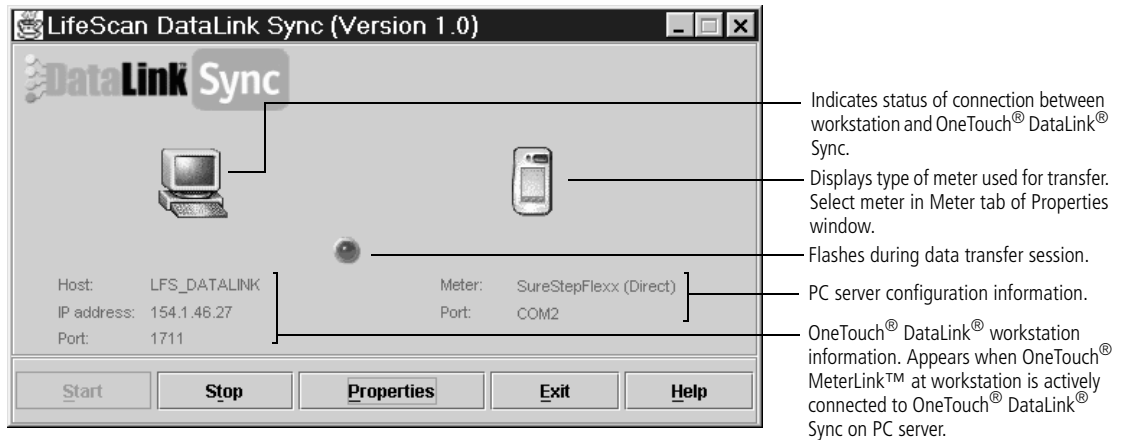 LifeScan DataLink Sync (Version 1.0)
DataLink Sync
Host: LFS_DATALINK
IP address: 154.1.46.27
Port: 1711
Meter: SureStepFlexx (Direct)
Port: COM2
Start Stop Properties Exit Help
Indicates status of connection between
workstation and OneTouch® DataLink®
Sync.
Displays type of meter used for transfer.
Select meter in Meter tab of Properties
window.
Flashes during data transfer session.
PC server configuration information.
OneTouch® DataLink® workstation
information. Appears when OneTouch®
MeterLink™ at workstation is actively
connected to OneTouch® DataLink®
Sync on PC server.